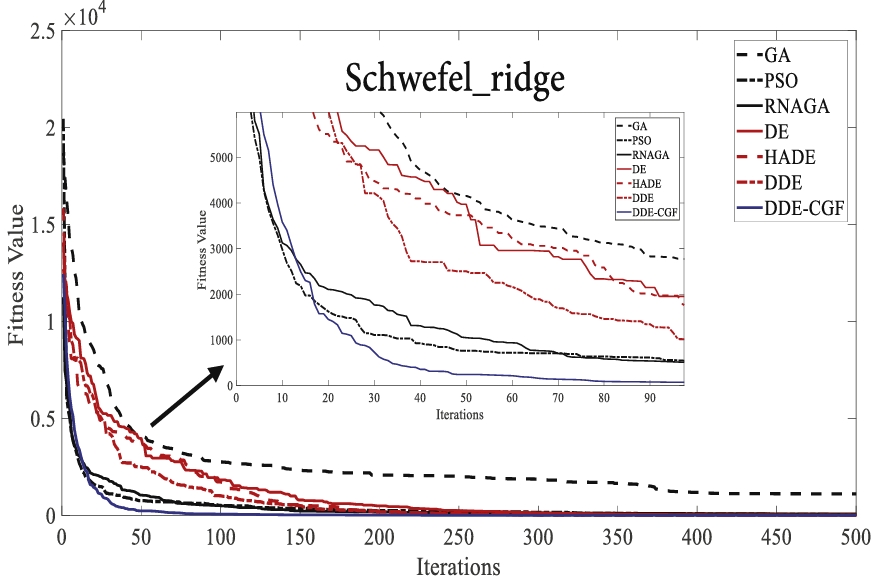 ×10⁴
2.5
2
1.5
1
0.5
0
Fitness Value
0 50 100 150 200 250 300 350 400 450 500
Iterations
GA
PSO
RNAGA
DE
HADE
DDE
DDE-CGF
Schwefel_ridge
5000
4000
3000
2000
1000
0
Fitness Value
0 10 20 30 40 50 60 70 80 90
Iterations
GA
PSO
RNAGA
DE
HADE
DDE
DDE-CGF